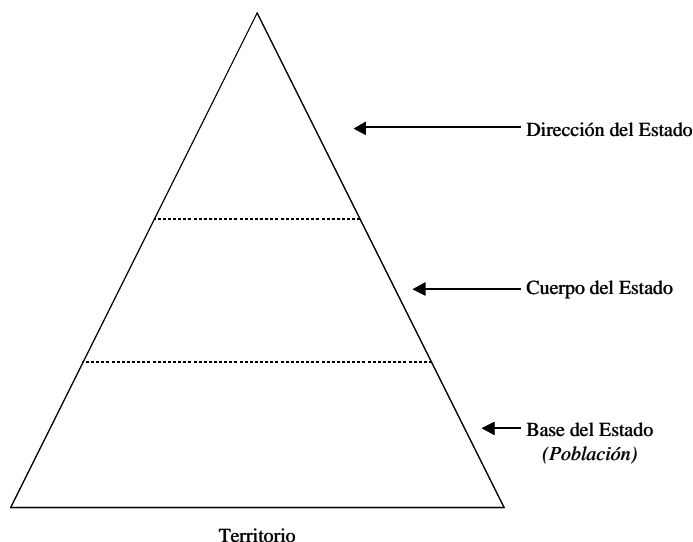 Dirección del Estado
Cuerpo del Estado
Base del Estado
(Población)
Territorio